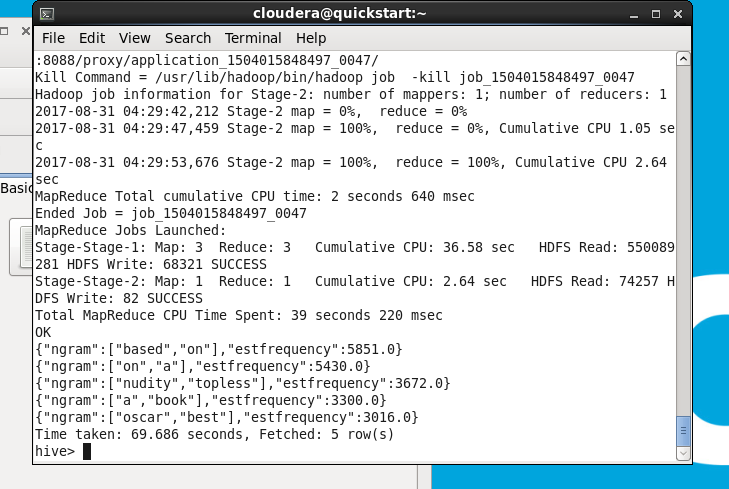 cloudera@quickstart:~
File Edit View Search Terminal Help
:8088/proxy/application_1504015848497_0047/
Kill Command = /usr/lib/hadoop/bin/hadoop job  -kill job_1504015848497_0047
Hadoop job information for Stage-2: number of mappers: 1; number of reducers: 1
2017-08-31 04:29:42,212 Stage-2 map = 0%,  reduce = 0%
2017-08-31 04:29:47,459 Stage-2 map = 100%,  reduce = 0%, Cumulative CPU 1.05 se
c
2017-08-31 04:29:53,676 Stage-2 map = 100%,  reduce = 100%, Cumulative CPU 2.64
sec
MapReduce Total cumulative CPU time: 2 seconds 640 msec
Ended Job = job_1504015848497_0047
MapReduce Jobs Launched:
Stage-Stage-1: Map: 3  Reduce: 3   Cumulative CPU: 36.58 sec   HDFS Read: 550089
281 HDFS Write: 68321 SUCCESS
Stage-Stage-2: Map: 1  Reduce: 1   Cumulative CPU: 2.64 sec   HDFS Read: 74257 H
DFS Write: 82 SUCCESS
Total MapReduce CPU Time Spent: 39 seconds 220 msec
OK
{"ngram":["based","on"],"estfrequency":5851.0}
{"ngram":["on","a"],"estfrequency":5430.0}
{"ngram":["nudity","topless"],"estfrequency":3672.0}
{"ngram":["a","book"],"estfrequency":3300.0}
{"ngram":["oscar","best"],"estfrequency":3016.0}
Time taken: 69.686 seconds, Fetched: 5 row(s)
hive>
Basic